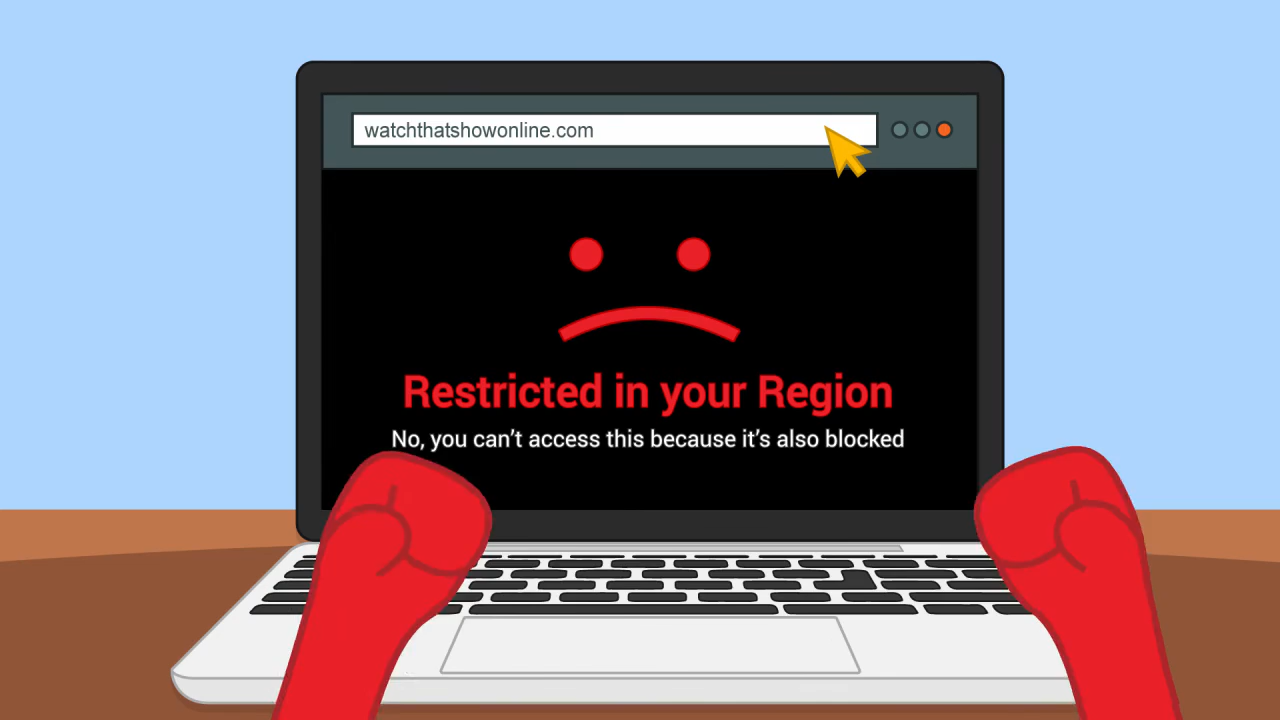 watchthatshowonline.com
Restricted in your Region
No, you can't access this because it's also blocked